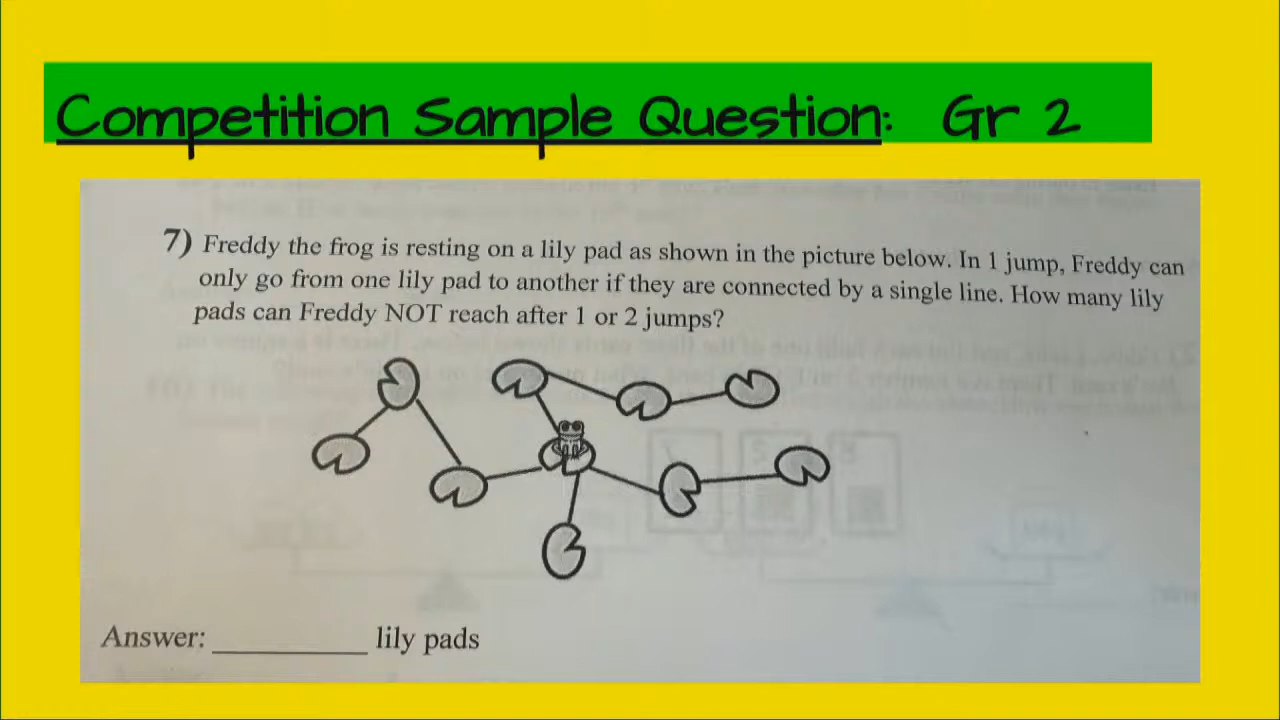 Competition Sample Question: Gr 2
7) Freddy the frog is resting on a lily pad as shown in the picture below. In 1 jump, Freddy can
only go from one lily pad to another if they are connected by a single line. How many lily
pads can Freddy NOT reach after 1 or 2 jumps?
Answer: __________ lily pads